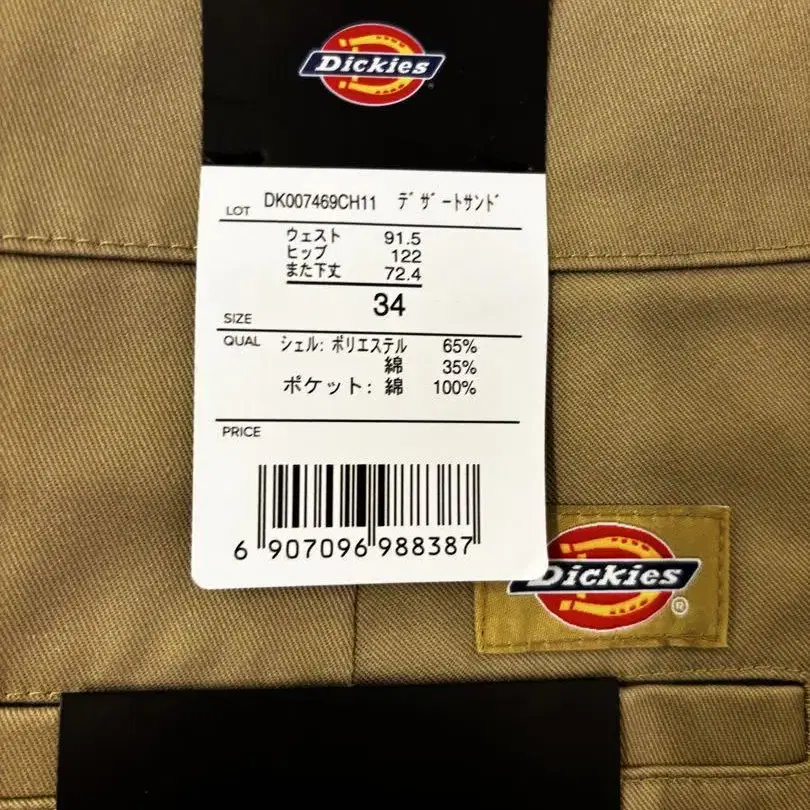 Dickies
LOT DK007469CH11 デザートサンド
ウェスト 91.5
ヒップ 122
また下丈 72.4
SIZE 34
QUAL シェル: ポリエステル 65%
綿 35%
ポケット: 綿 100%
PRICE
6 907096 988387
Dickies®